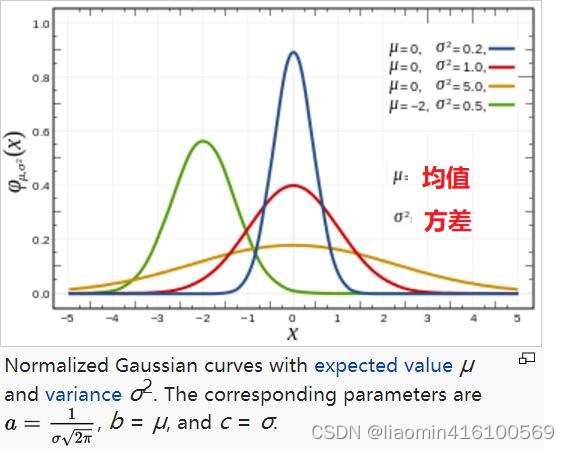 1.0
0.8
0.6
0.4
0.2
0.0
φμ,σ²(x)
μ=0, σ²=0.2,
μ=0, σ²=1.0,
μ=0, σ²=5.0,
μ=-2, σ²=0.5,
μ: 均值
σ²: 方差
-5 -4 -3 -2 -1 0 1 2 3 4 5
X
Normalized Gaussian curves with expected value μ
and variance σ². The corresponding parameters are
a = 1/(σ√2π), b = μ, and c = σ.
CSDN @liaomin416100569